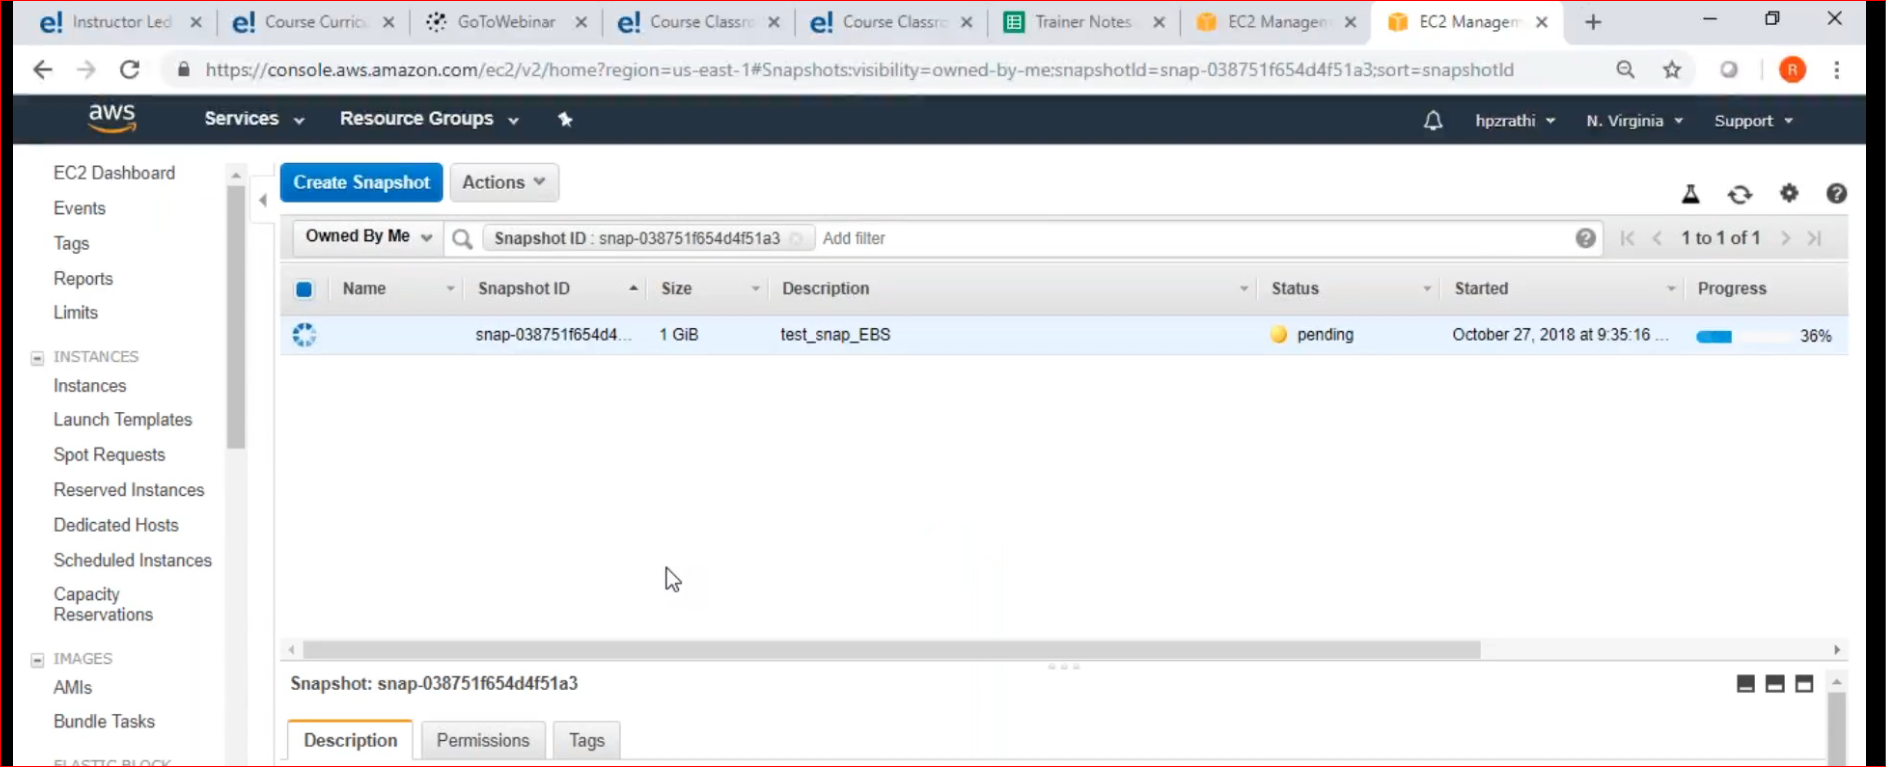 Instructor Led
Course Curric
GoToWebinar
Course Classr
Course Classr
Trainer Notes
EC2 Managem
EC2 Managem
https://console.aws.amazon.com/ec2/v2/home?region=us-east-1#Snapshots:visibility=owned-by-me;snapshotId=snap-038751f654d4f51a3;sort=snapshotId
R
aws
Services
Resource Groups
hpzrathi
N. Virginia
Support
EC2 Dashboard
Events
Tags
Reports
Limits
INSTANCES
Instances
Launch Templates
Spot Requests
Reserved Instances
Dedicated Hosts
Scheduled Instances
Capacity
Reservations
IMAGES
AMIs
Bundle Tasks
ELASTIC BLOCK
Create Snapshot
Actions
Owned By Me
Snapshot ID : snap-038751f654d4f51a3
Add filter
1 to 1 of 1
Name
Snapshot ID
Size
Description
Status
Started
Progress
snap-038751f654d4...
1 GiB
test_snap_EBS
pending
October 27, 2018 at 9:35:16 ...
36%
Snapshot: snap-038751f654d4f51a3
Description
Permissions
Tags